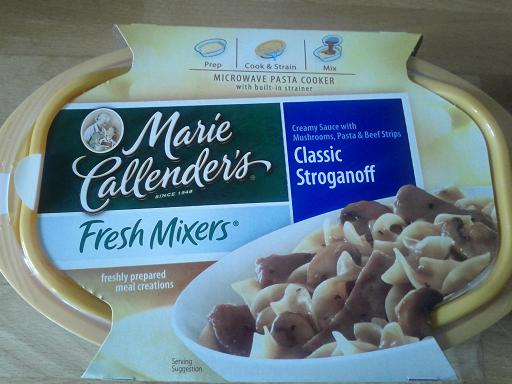 Prep
Cook & Strain
Mix
MICROWAVE PASTA COOKER
with built-in strainer
Marie
Callender's
SINCE 1948
Fresh Mixers®
freshly prepared
meal creations
Creamy Sauce with
Mushrooms, Pasta & Beef Strips
Classic
Stroganoff
Serving
Suggestion